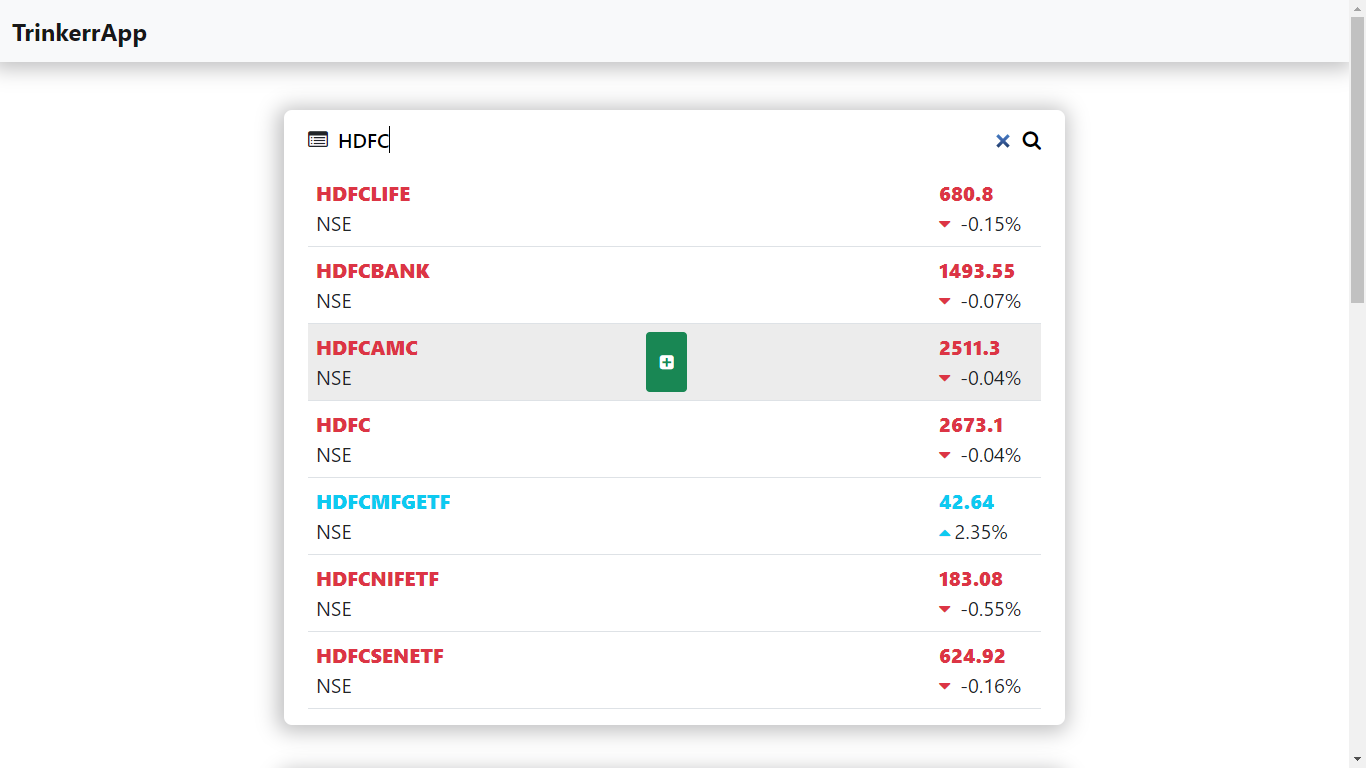 TrinkerrApp
HDFC
HDFCLIFE 680.8
NSE -0.15%
HDFCBANK 1493.55
NSE -0.07%
HDFCAMC 2511.3
NSE -0.04%
HDFC 2673.1
NSE -0.04%
HDFCMFGETF 42.64
NSE 2.35%
HDFCNIFETF 183.08
NSE -0.55%
HDFCSENETF 624.92
NSE -0.16%